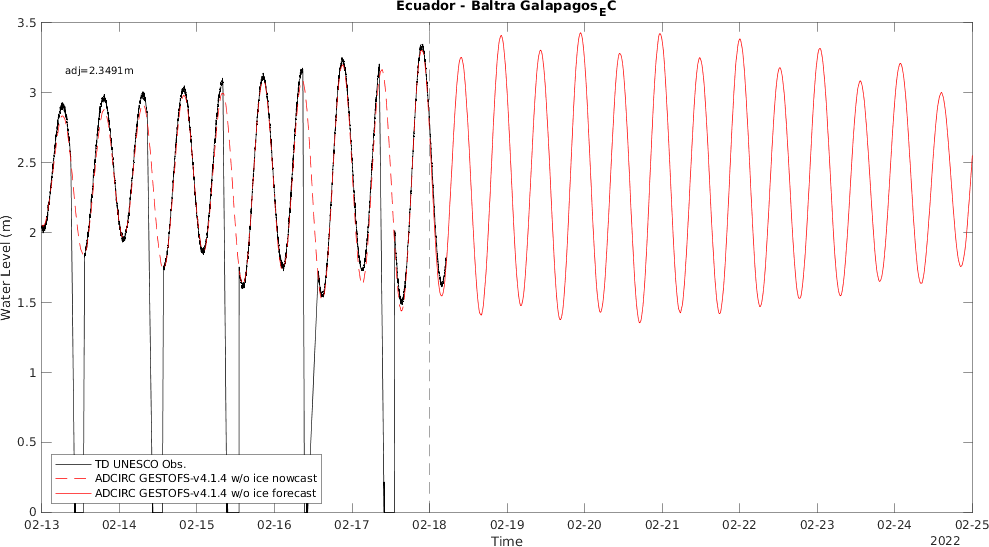 Ecuador - Baltra Galapagos_EC
adj=2.3491m
Water Level (m)
3.5
3
2.5
2
1.5
1
0.5
0
TD UNESCO Obs.
ADCIRC GESTOFS-v4.1.4 w/o ice nowcast
ADCIRC GESTOFS-v4.1.4 w/o ice forecast
02-13 02-14 02-15 02-16 02-17 02-18 02-19 02-20 02-21 02-22 02-23 02-24 02-25
Time
2022